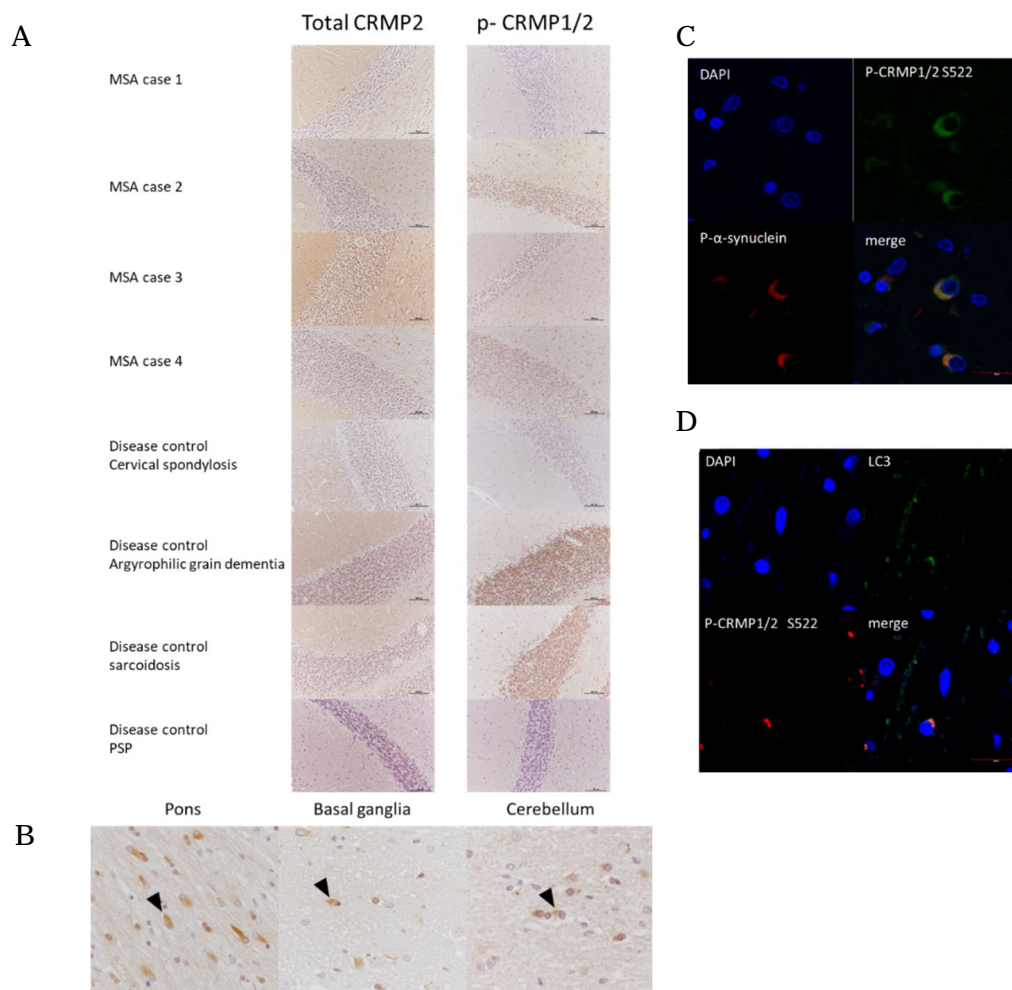 A
Total CRMP2
p- CRMP1/2
MSA case 1
MSA case 2
MSA case 3
MSA case 4
Disease control
Cervical spondylosis
Disease control
Argyrophilic grain dementia
Disease control
sarcoidosis
Disease control
PSP
B
Pons
Basal ganglia
Cerebellum
C
DAPI
P-CRMP1/2 S522
P-α-synuclein
merge
D
DAPI
LC3
P-CRMP1/2 S522
merge